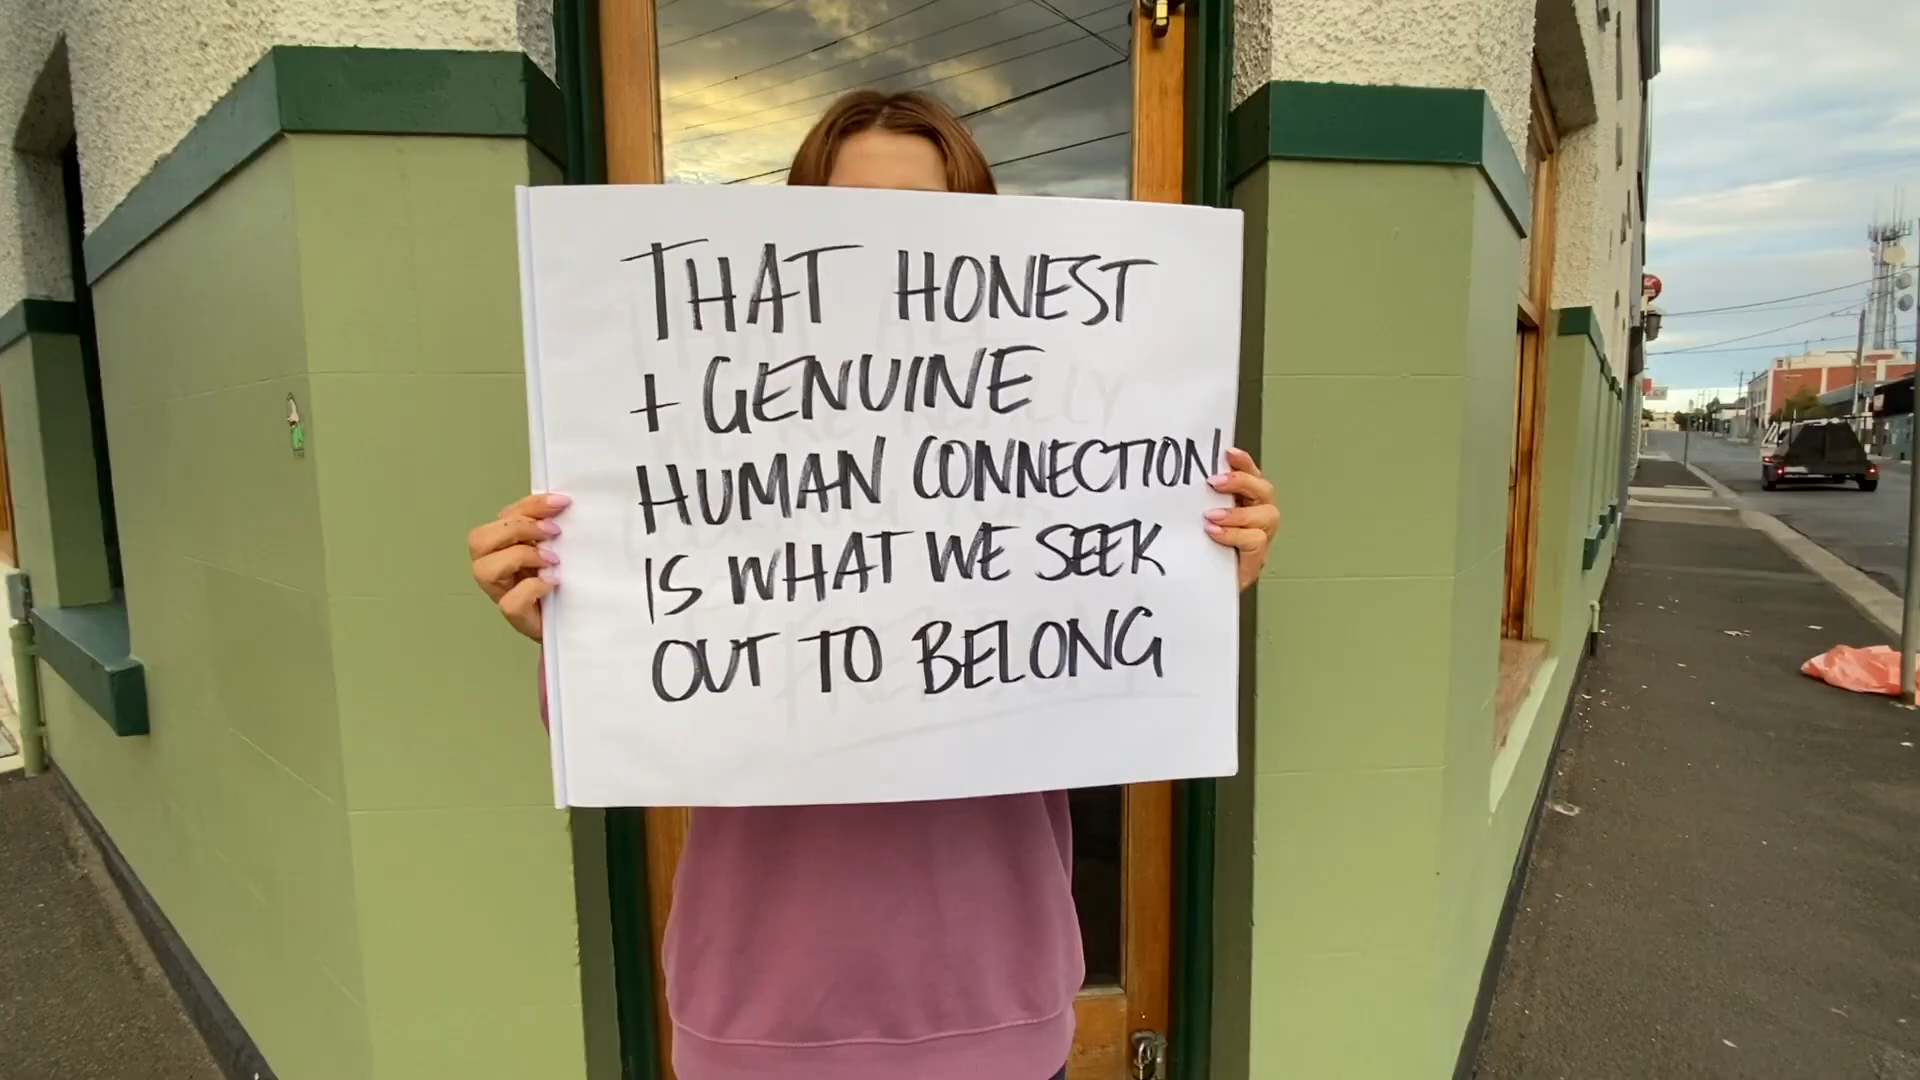 THAT HONEST
+ GENUINE
HUMAN CONNECTION
IS WHAT WE SEEK
OUT TO BELONG